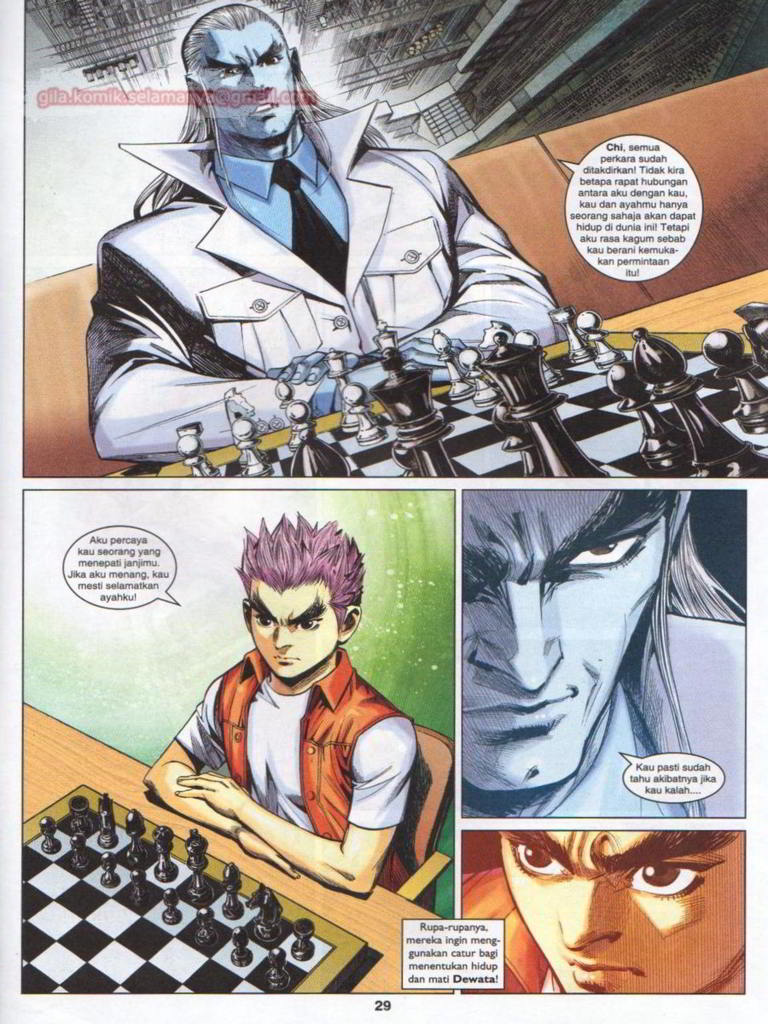 gila.komik.selamanya@gmail.com
Chi, semua
perkara sudah
ditakdirkan! Tidak kira
betapa rapat hubungan
antara aku dengan kau,
kau dan ayahmu hanya
seorang sahaja akan dapat
hidup di dunia ini! Tetapi
aku rasa kagum sebab
kau berani kemuka-
kan permintaan
itu!
Aku percaya
kau seorang yang
menepati janjimu.
Jika aku menang, kau
mesti selamatkan
ayahku!
Kau pasti sudah
tahu akibatnya jika
kau kalah....
Rupa-rupanya,
mereka ingin meng-
gunakan catur bagi
menentukan hidup
dan mati Dewata!
29